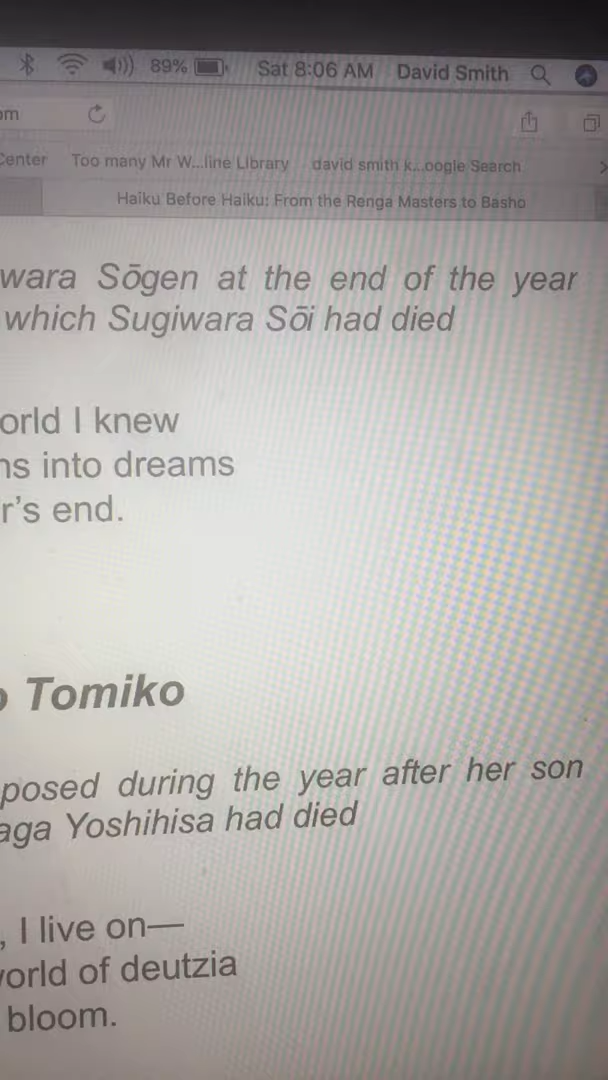 89% Sat 8:06 AM David Smith
om
Center Too many Mr W...line Library david smith k...oogle Search
Haiku Before Haiku: From the Renga Masters to Basho
wara Sōgen at the end of the year
which Sugiwara Sōi had died
orld I knew
ns into dreams
r's end.
o Tomiko
posed during the year after her son
aga Yoshihisa had died
, I live on—
vorld of deutzia
bloom.